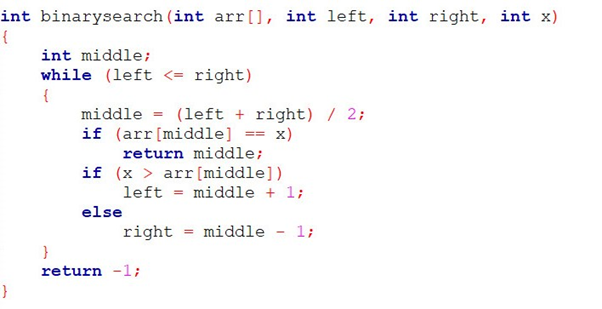 int binarysearch(int arr[], int left, int right, int x)
{
    int middle;
    while (left <= right)
    {
        middle = (left + right) / 2;
        if (arr[middle] == x)
            return middle;
        if (x > arr[middle])
            left = middle + 1;
        else
            right = middle - 1;
    }
    return -1;
}